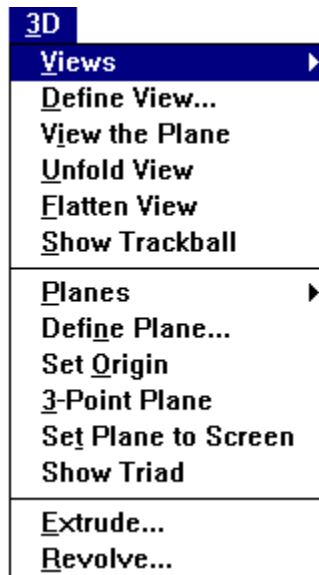 3D
Views
Define View...
View the Plane
Unfold View
Flatten View
Show Trackball
Planes
Define Plane...
Set Origin
3-Point Plane
Set Plane to Screen
Show Triad
Extrude...
Revolve...